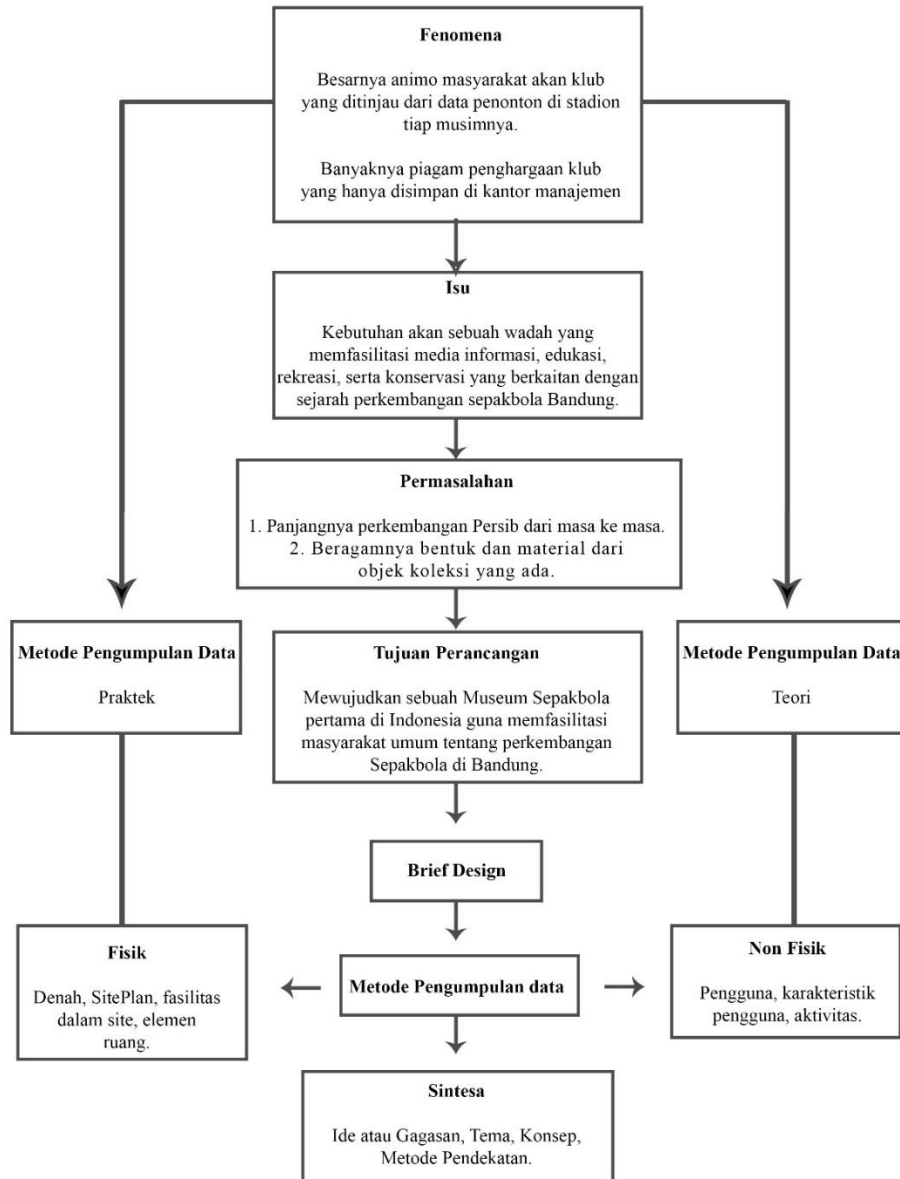 Fenomena
Besarnya animo masyarakat akan klub
yang ditinjau dari data penonton di stadion
tiap musimnya.
Banyaknya piagam penghargaan klub
yang hanya disimpan di kantor manajemen
Isu
Kebutuhan akan sebuah wadah yang
memfasilitasi media informasi, edukasi,
rekreasi, serta konservasi yang berkaitan dengan
sejarah perkembangan sepakbola Bandung.
Permasalahan
1. Panjangnya perkembangan Persib dari masa ke masa.
2. Beragamnya bentuk dan material dari
objek koleksi yang ada.
Metode Pengumpulan Data
Praktek
Tujuan Perancangan
Mewujudkan sebuah Museum Sepakbola
pertama di Indonesia guna memfasilitasi
masyarakat umum tentang perkembangan
Sepakbola di Bandung.
Metode Pengumpulan Data
Teori
Brief Design
Fisik
Denah, SitePlan, fasilitas
dalam site, elemen
ruang.
Metode Pengumpulan data
Non Fisik
Pengguna, karakteristik
pengguna, aktivitas.
Sintesa
Ide atau Gagasan, Tema, Konsep,
Metode Pendekatan.